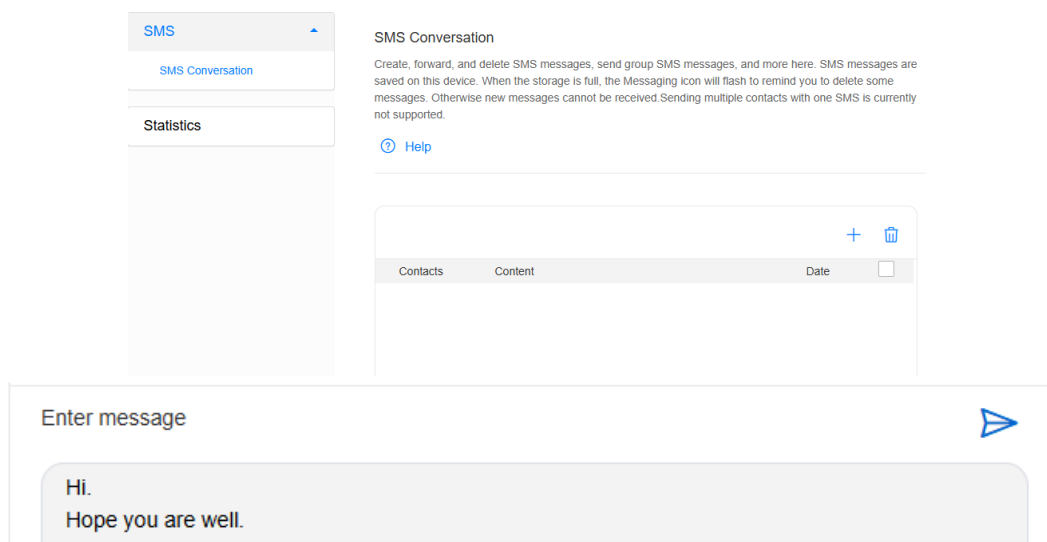 SMS
SMS Conversation
Statistics
SMS Conversation
Create, forward, and delete SMS messages, send group SMS messages, and more here. SMS messages are
saved on this device. When the storage is full, the Messaging icon will flash to remind you to delete some
messages. Otherwise new messages cannot be received.Sending multiple contacts with one SMS is currently
not supported.
Help
Contacts Content Date
Enter message
Hi.
Hope you are well.